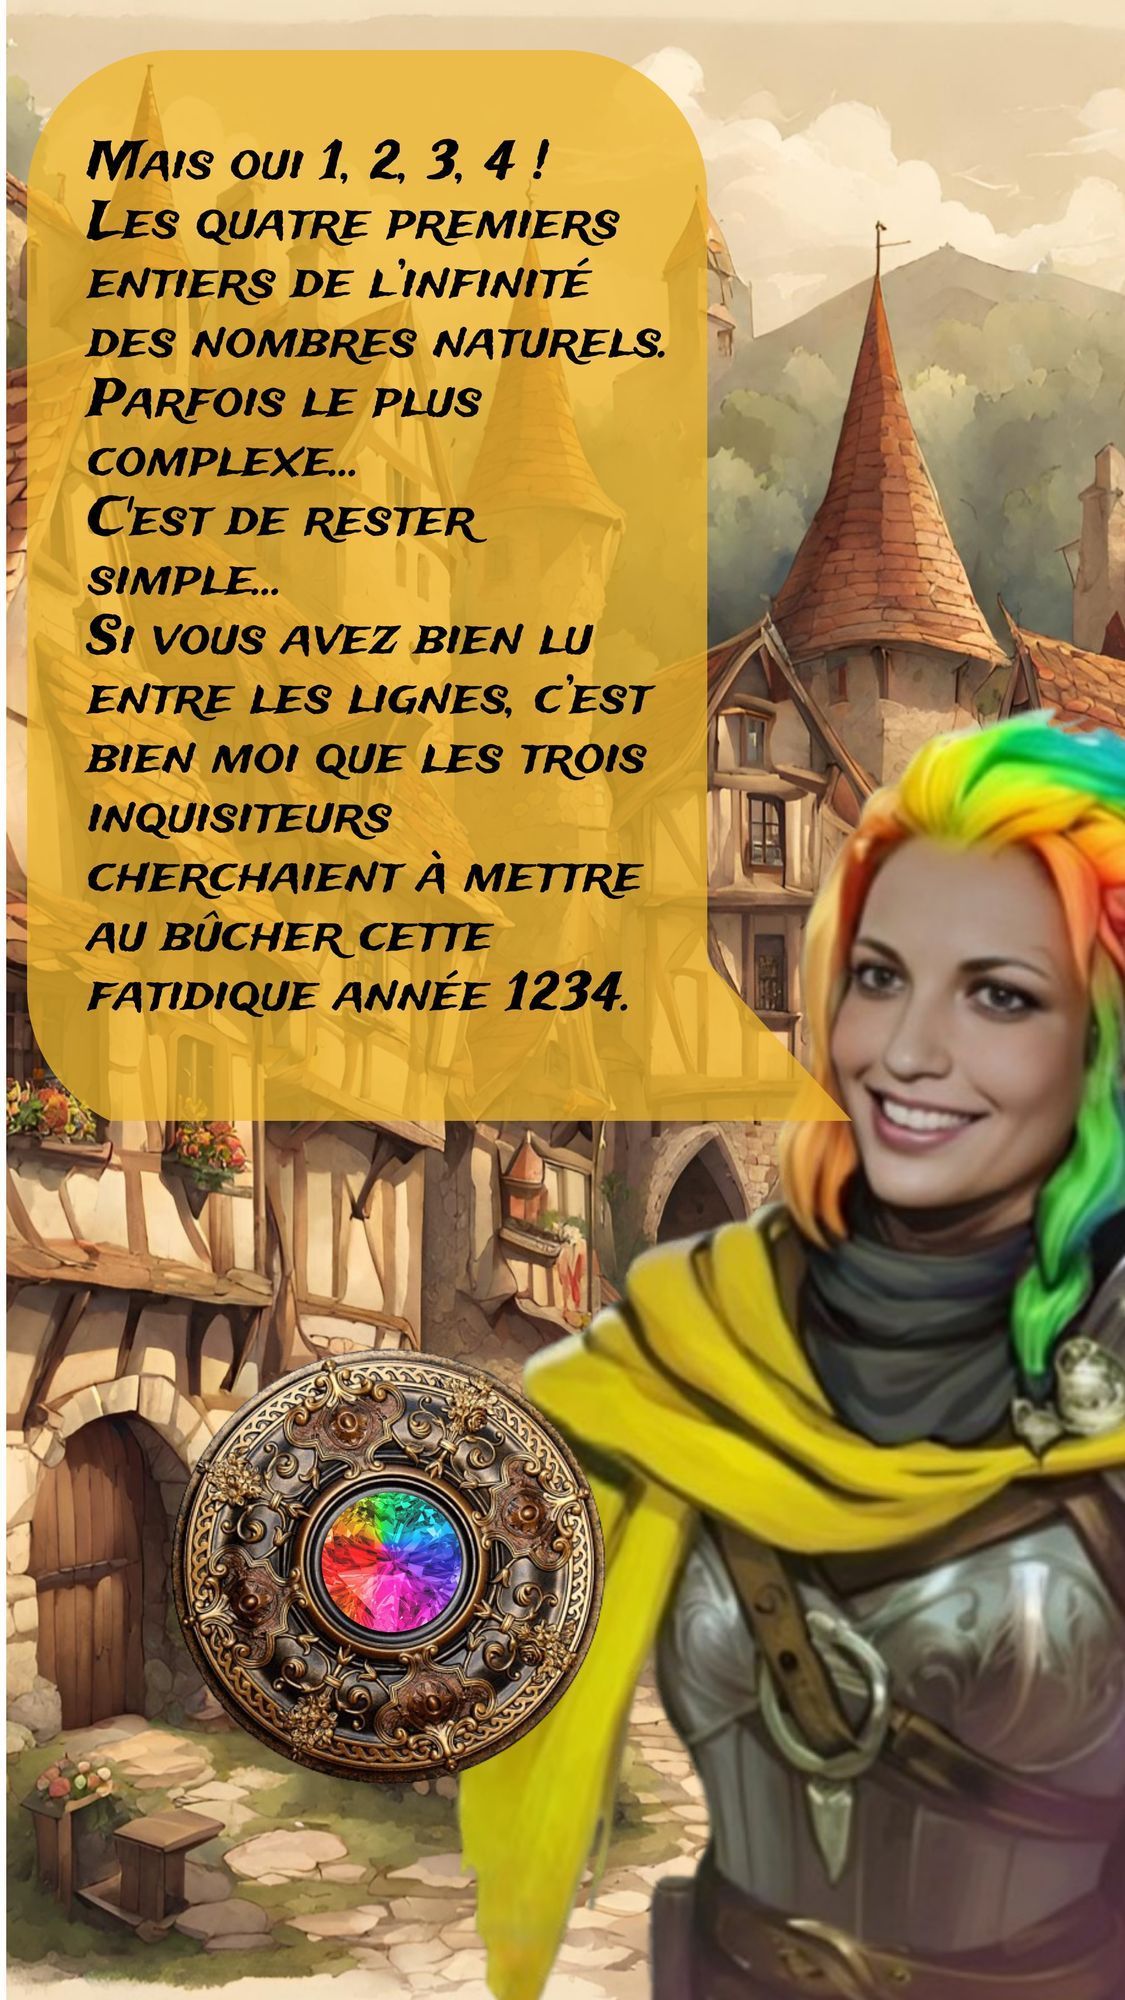 Mais oui 1, 2, 3, 4 !
Les quatre premiers
entiers de l'infinité
des nombres naturels.
Parfois le plus
complexe...
C'est de rester
simple...
Si vous avez bien lu
entre les lignes, c'est
bien moi que les trois
inquisiteurs
cherchaient à mettre
au bûcher cette
fatidique année 1234.